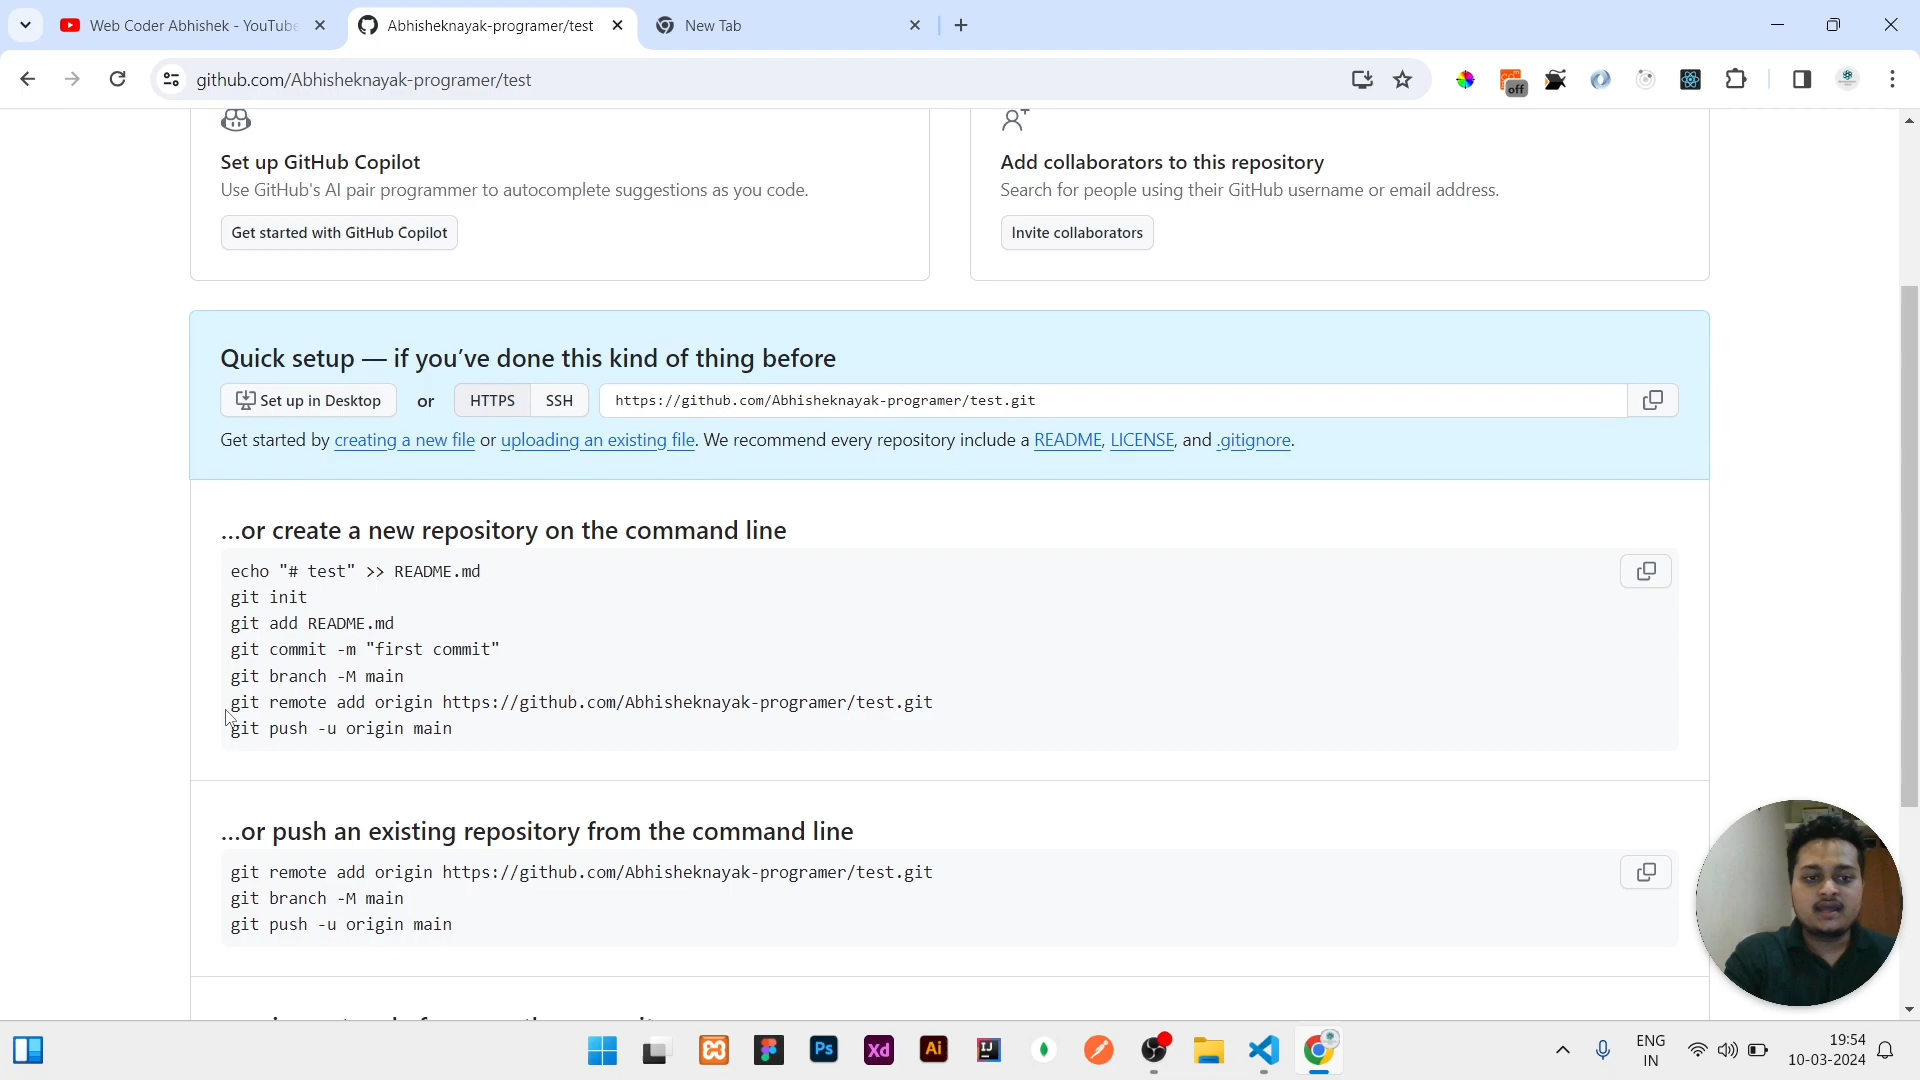 Web Coder Abhishek - YouTube
Abhisheknayak-programer/test
New Tab
github.com/Abhisheknayak-programer/test
off
Set up GitHub Copilot
Use GitHub's AI pair programmer to autocomplete suggestions as you code.
Get started with GitHub Copilot
Add collaborators to this repository
Search for people using their GitHub username or email address.
Invite collaborators
Quick setup — if you’ve done this kind of thing before
Set up in Desktop or HTTPS SSH https://github.com/Abhisheknayak-programer/test.git
Get started by creating a new file or uploading an existing file. We recommend every repository include a README, LICENSE, and .gitignore.
…or create a new repository on the command line
echo "# test" >> README.md
git init
git add README.md
git commit -m "first commit"
git branch -M main
git remote add origin https://github.com/Abhisheknayak-programer/test.git
git push -u origin main
…or push an existing repository from the command line
git remote add origin https://github.com/Abhisheknayak-programer/test.git
git branch -M main
git push -u origin main
Ps
Xd
Ai
IJ
ENG
IN
19:54
10-03-2024